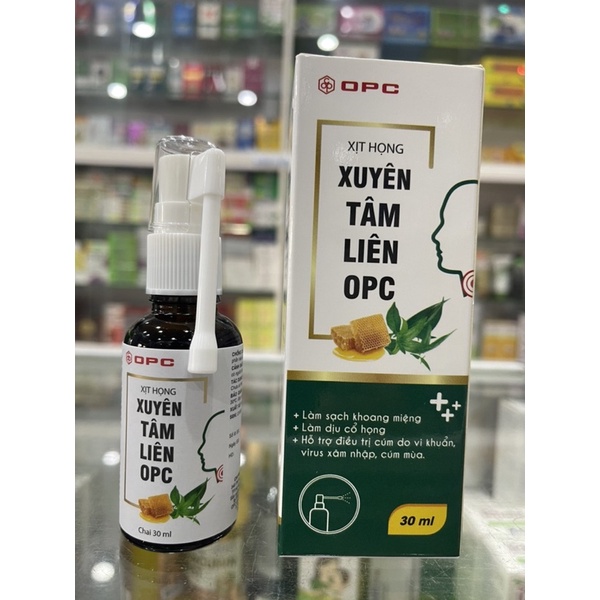 OPC
XỊT HỌNG
XUYÊN
TÂM
LIÊN
OPC
+ Làm sạch khoang miệng
+ Làm dịu cổ họng
+ Hỗ trợ điều trị cúm do vi khuẩn,
virus xâm nhập, cúm mùa.
30 ml
OPC
XỊT HỌNG
XUYÊN
TÂM
LIÊN
OPC
Chai 30 ml